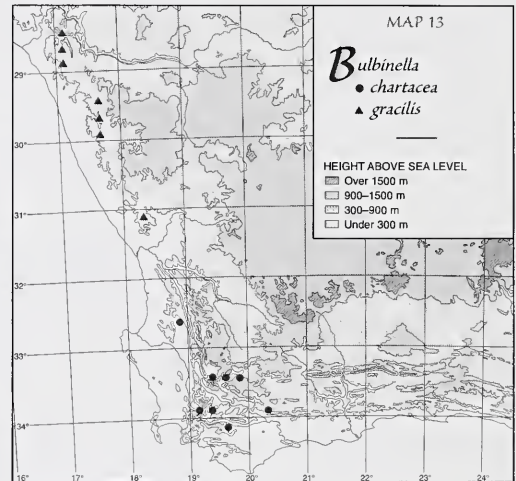 MAP 13
Bulbinella
● chartacea
▲ gracilis
HEIGHT ABOVE SEA LEVEL
Over 1500 m
900–1500 m
300–900 m
Under 300 m
29°
30°
31°
32°
33°
34°
16° 17° 18° 19° 20° 21° 22° 23° 24°